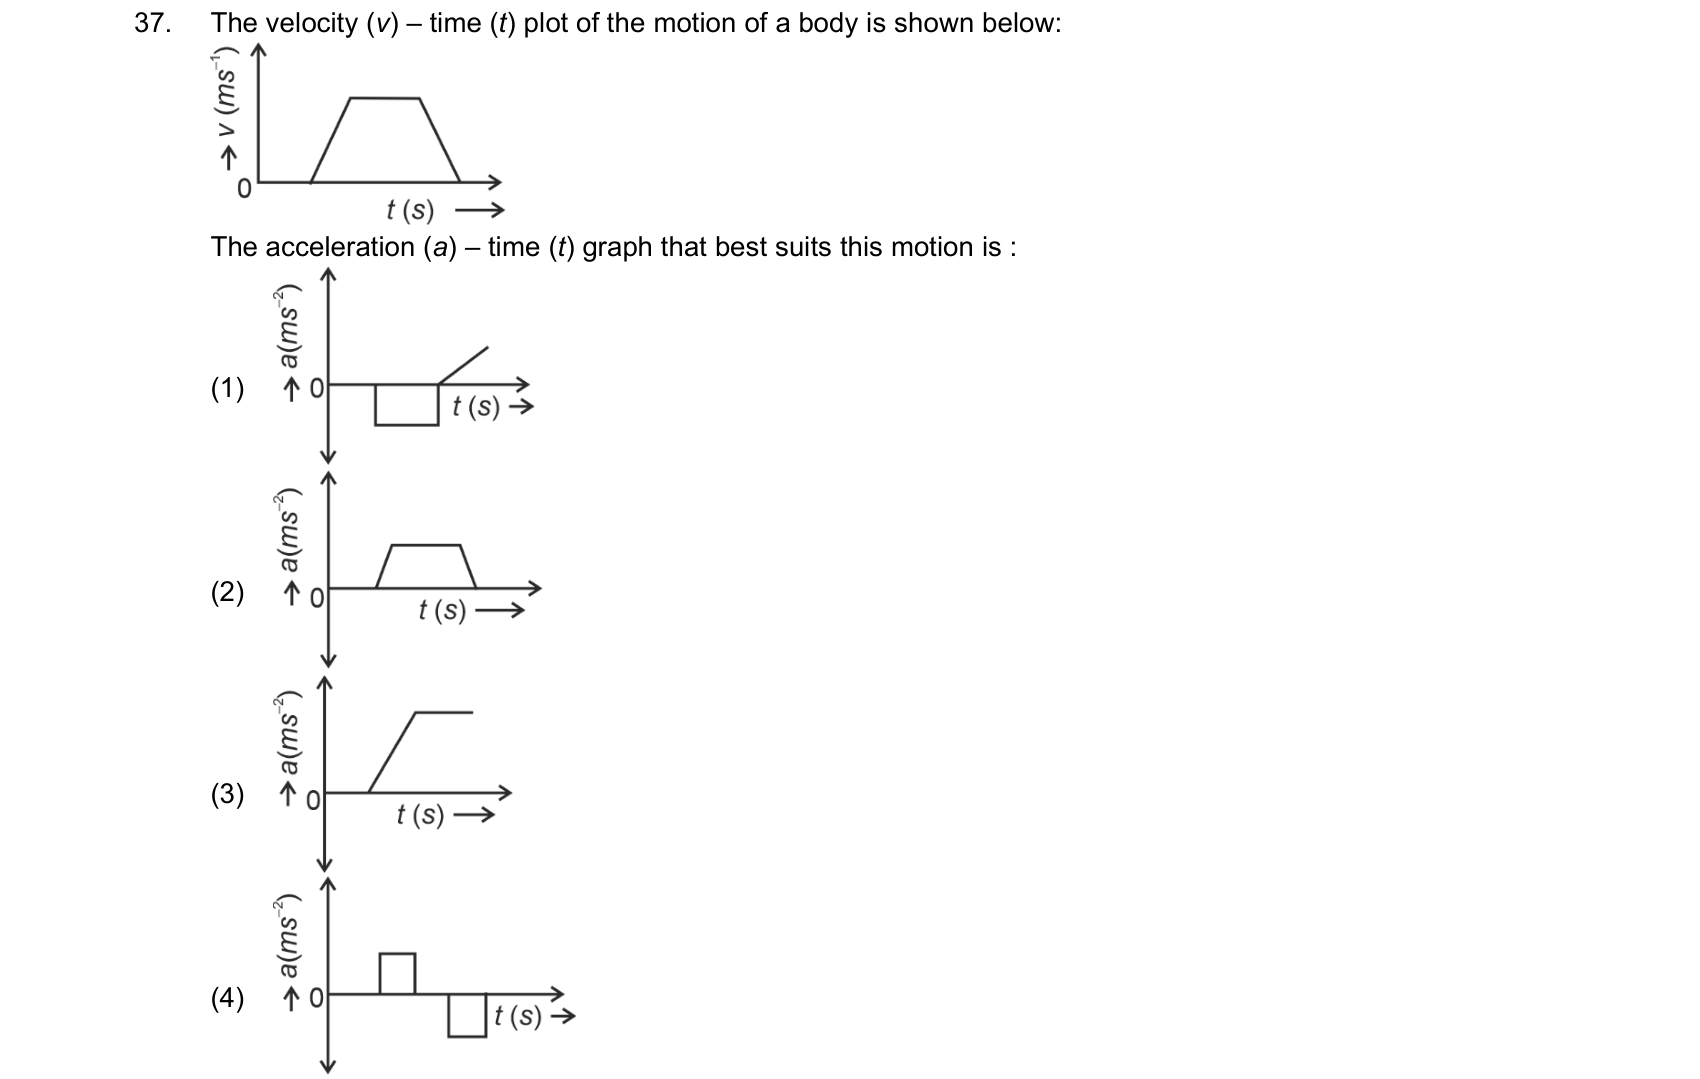 37. The velocity (v) – time (t) plot of the motion of a body is shown below:
→ v (ms⁻¹)
0
t (s) →
The acceleration (a) – time (t) graph that best suits this motion is :
(1)
→ a(ms⁻²)
0
t (s) →
(2)
→ a(ms⁻²)
0
t (s) →
(3)
→ a(ms⁻²)
0
t (s) →
(4)
→ a(ms⁻²)
0
t (s) →